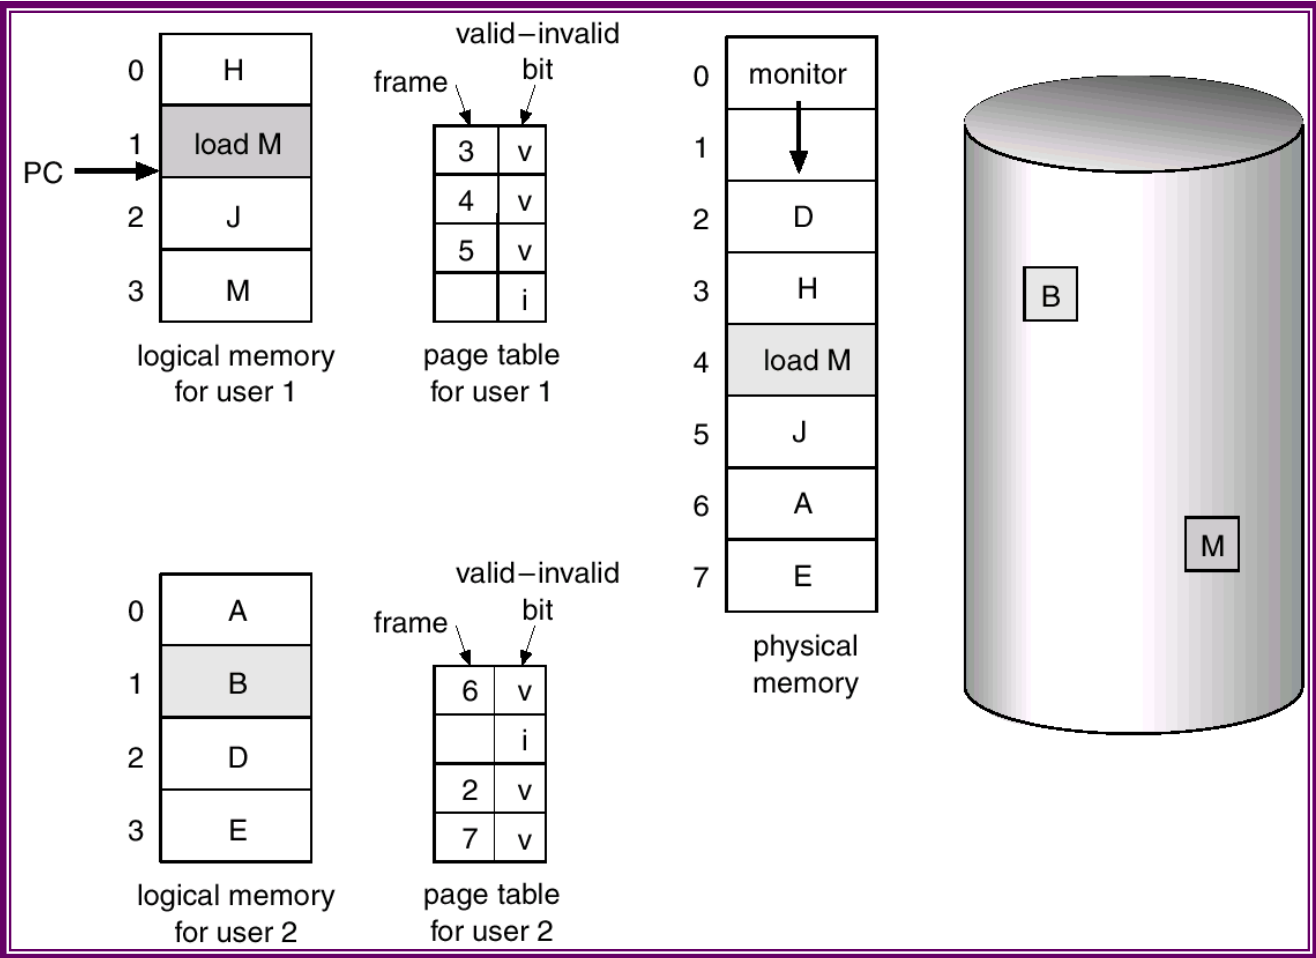 valid–invalid
bit
frame
0 H
1 load M
PC
2 J
3 M
3 v
4 v
5 v
i
logical memory
for user 1
page table
for user 1
0 A
1 B
2 D
3 E
valid–invalid
bit
frame
6 v
i
2 v
7 v
logical memory
for user 2
page table
for user 2
0 monitor
1
2 D
3 H
4 load M
5 J
6 A
7 E
physical
memory
B
M